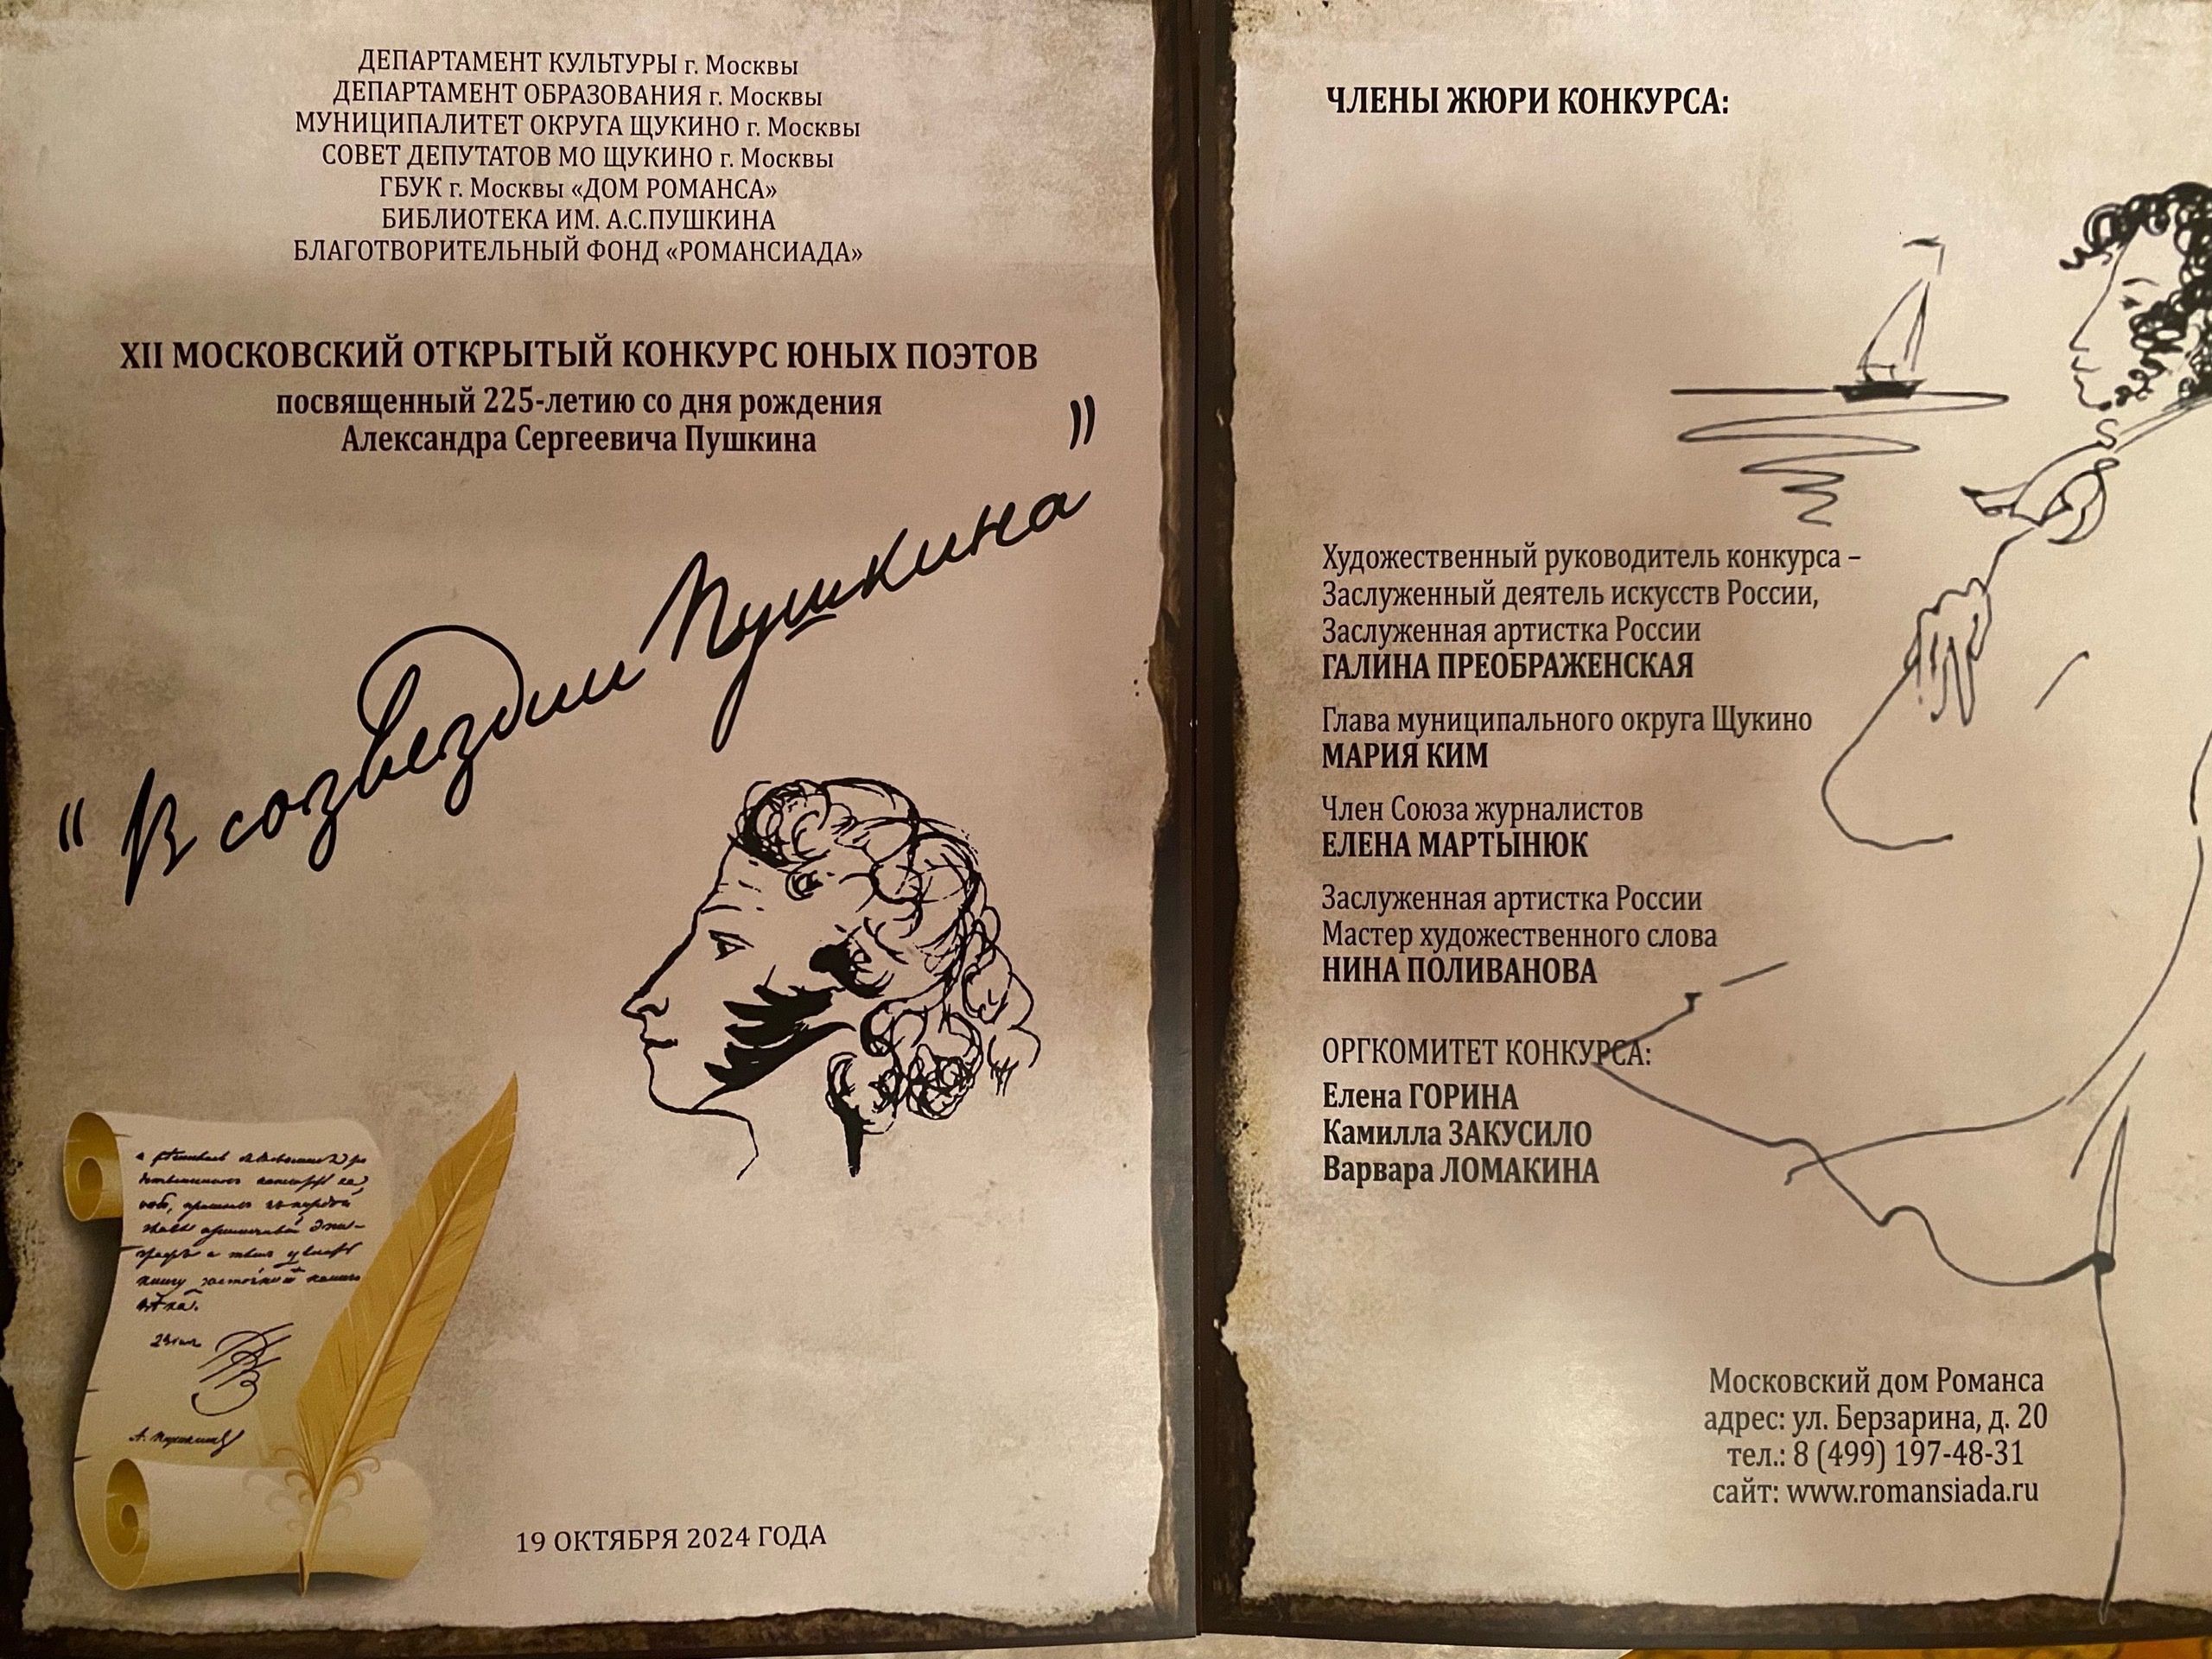 ДЕПАРТАМЕНТ КУЛЬТУРЫ г. Москвы
ДЕПАРТАМЕНТ ОБРАЗОВАНИЯ г. Москвы
МУНИЦИПАЛИТЕТ ОКРУГА ЩУКИНО г. Москвы
СОВЕТ ДЕПУТАТОВ МО ЩУКИНО г. Москвы
ГБУК г. Москвы «ДОМ РОМАНСА»
БИБЛИОТЕКА ИМ. А.С.ПУШКИНА
БЛАГОТВОРИТЕЛЬНЫЙ ФОНД «РОМАНСИАДА»
XII МОСКОВСКИЙ ОТКРЫТЫЙ КОНКУРС ЮНЫХ ПОЭТОВ
посвященный 225-летию со дня рождения
Александра Сергеевича Пушкина
"В созвездии Пушкина"
19 ОКТЯБРЯ 2024 ГОДА
ЧЛЕНЫ ЖЮРИ КОНКУРСА:
Художественный руководитель конкурса –
Заслуженный деятель искусств России,
Заслуженная артистка России
ГАЛИНА ПРЕОБРАЖЕНСКАЯ
Глава муниципального округа Щукино
МАРИЯ КИМ
Член Союза журналистов
ЕЛЕНА МАРТЫНЮК
Заслуженная артистка России
Мастер художественного слова
НИНА ПОЛИВАНОВА
ОРГКОМИТЕТ КОНКУРСА:
Елена ГОРИНА
Камилла ЗАКУСИЛО
Варвара ЛОМАКИНА
Московский дом Романса
адрес: ул. Берзарина, д. 20
тел.: 8 (499) 197-48-31
сайт: www.romansiada.ru